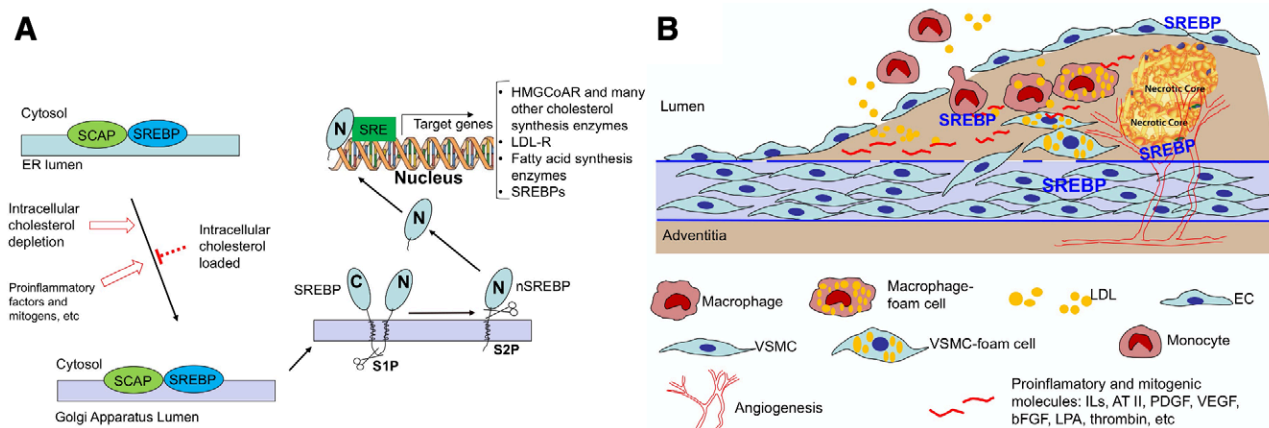 A
Cytosol
SCAP
SREBP
ER lumen
Intracellular
cholesterol
depletion
Intracellular
cholesterol
loaded
Proinflammatory
factors and
mitogens, etc
Cytosol
SCAP
SREBP
Golgi Apparatus Lumen
N
SRE
Target genes
• HMGCoAR and many
other cholesterol
synthesis enzymes
• LDL-R
• Fatty acid synthesis
enzymes
• SREBPs
Nucleus
N
SREBP
C
N
N
nSREBP
S1P
S2P
B
SREBP
Lumen
SREBP
Necrotic Core
Necrotic Core
SREBP
SREBP
Adventitia
Macrophage
Macrophage-
foam cell
LDL
EC
VSMC
VSMC-foam cell
Monocyte
Angiogenesis
Proinflamatory and mitogenic
molecules: ILs, AT II, PDGF, VEGF,
bFGF, LPA, thrombin, etc